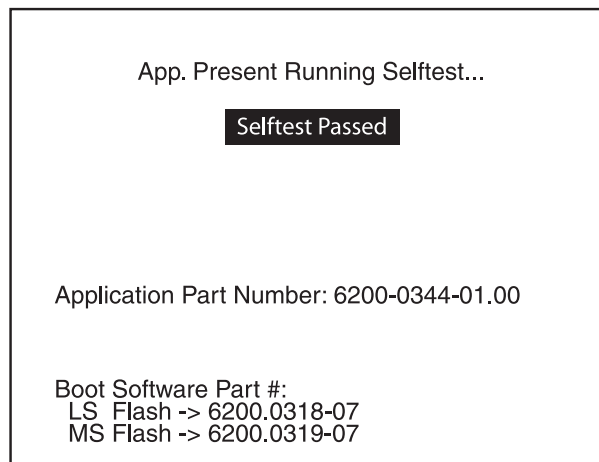 App. Present Running Selftest...
Selftest Passed
Application Part Number: 6200-0344-01.00
Boot Software Part #:
LS Flash -> 6200.0318-07
MS Flash -> 6200.0319-07